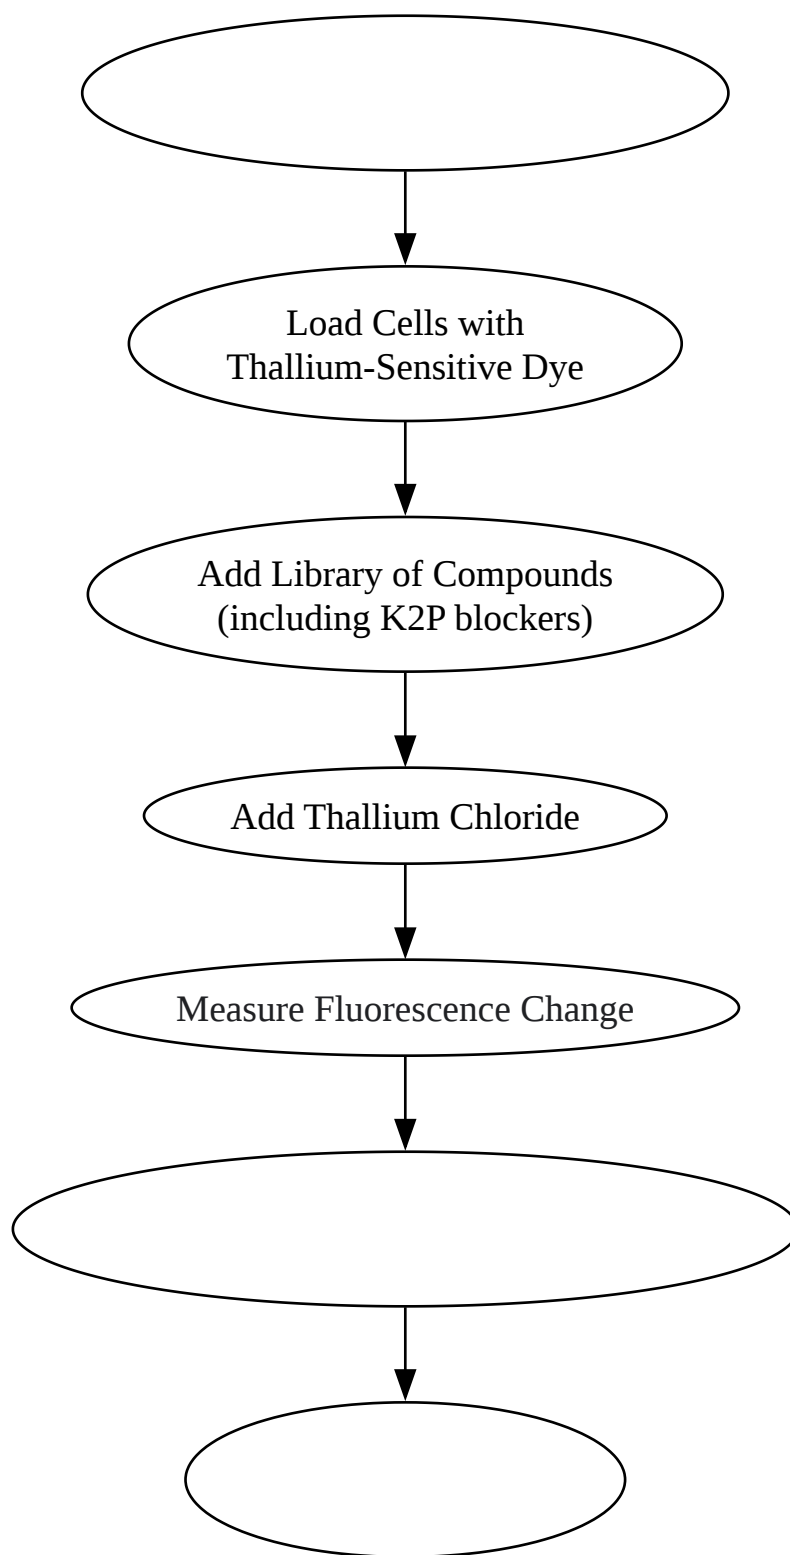 Load Cells with
Thallium-Sensitive Dye
Add Library of Compounds
(including K2P blockers)
Add Thallium Chloride
Measure Fluorescence Change